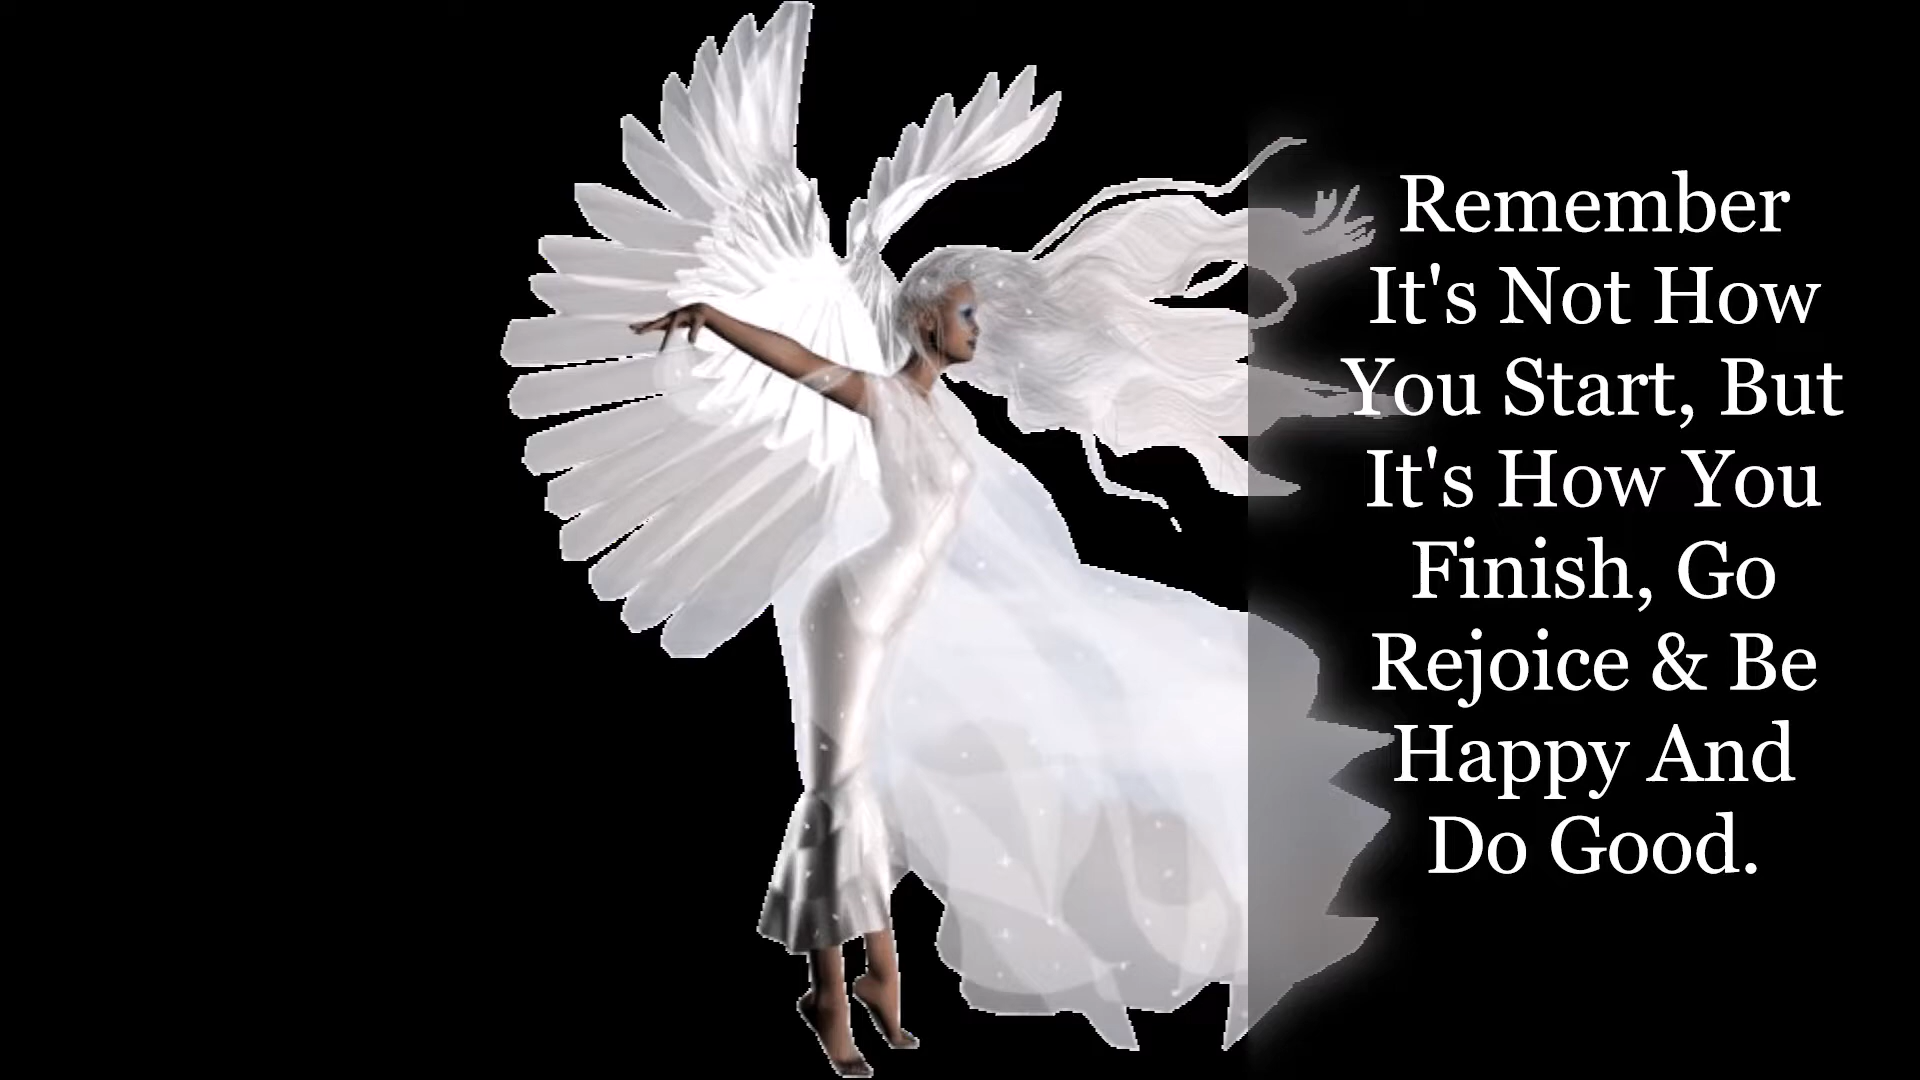 Remember
It's Not How
You Start, But
It's How You
Finish, Go
Rejoice & Be
Happy And
Do Good.